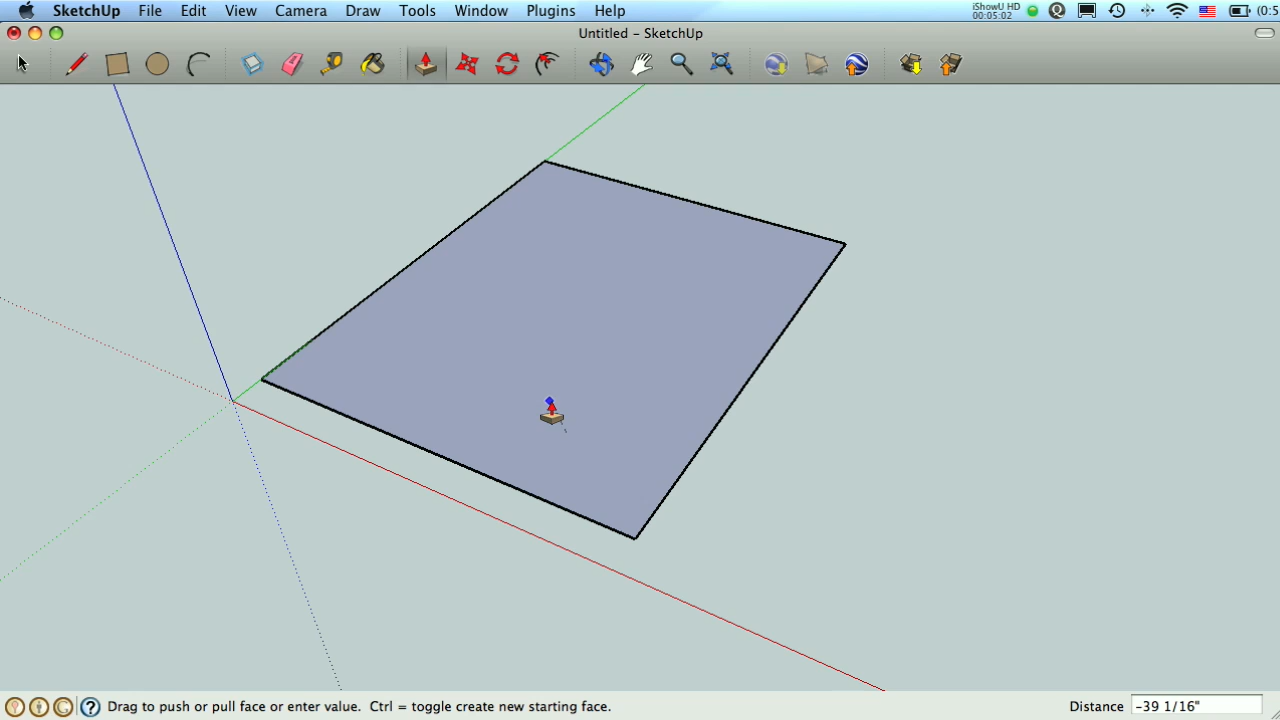 SketchUp File Edit View Camera Draw Tools Window Plugins Help iShowU HD 00:05:02 (0:5
Untitled – SketchUp
Drag to push or pull face or enter value. Ctrl = toggle create new starting face. Distance -39 1/16"